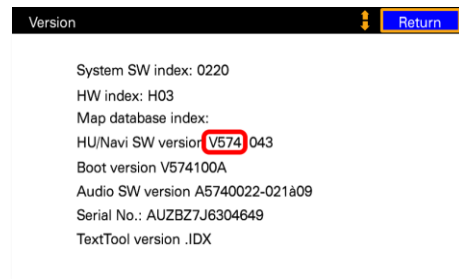 Version
Return
System SW index: 0220
HW index: H03
Map database index:
HU/Navi SW version V574 043
Boot version V574100A
Audio SW version A5740022-021à09
Serial No.: AUZBZ7J6304649
TextTool version .IDX